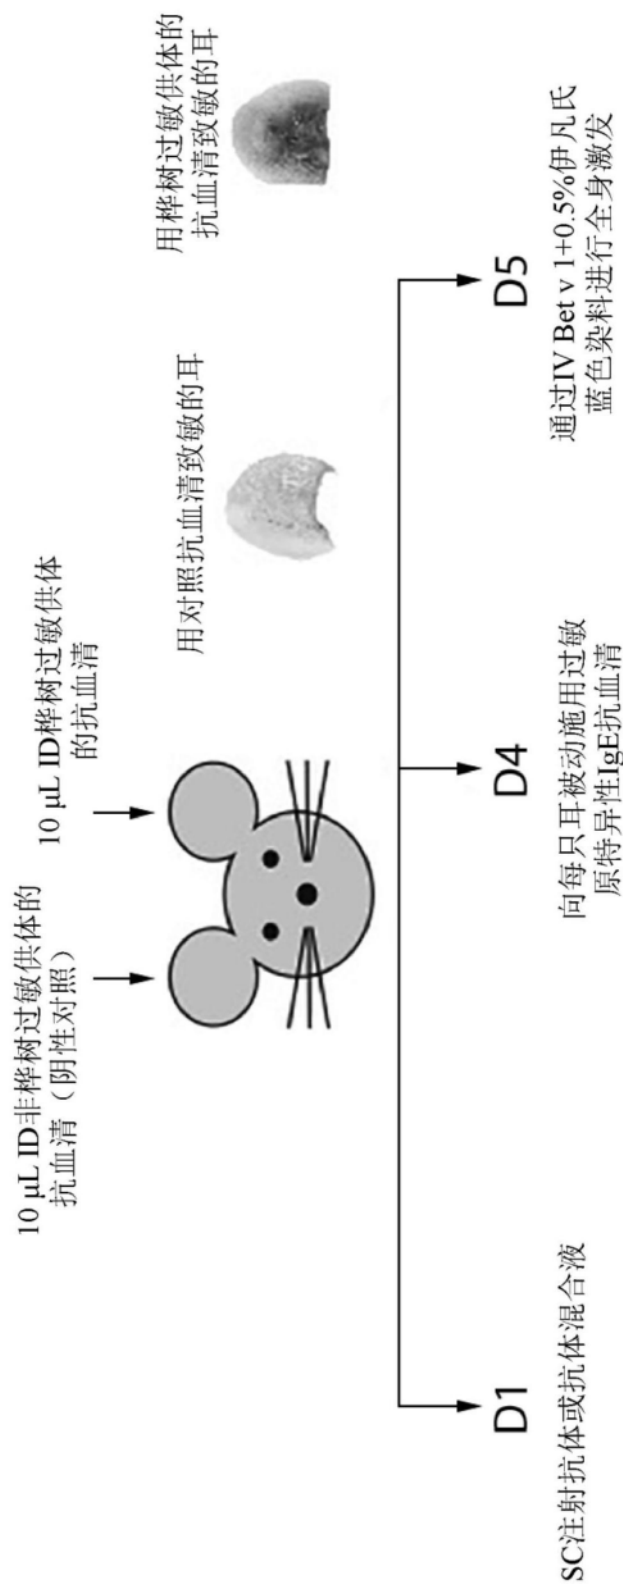 10 μL ID非桦树过敏供体的
抗血清（阴性对照）
10 μL ID桦树过敏供体
的抗血清
用对照抗血清致敏的耳
用桦树过敏供体的
抗血清致敏的耳
D1
SC注射抗体或抗体混合液
D4
向每只耳被动施用过敏
原特异性IgE抗血清
D5
通过IV Bet v 1+0.5%伊凡氏
蓝色染料进行全身激发